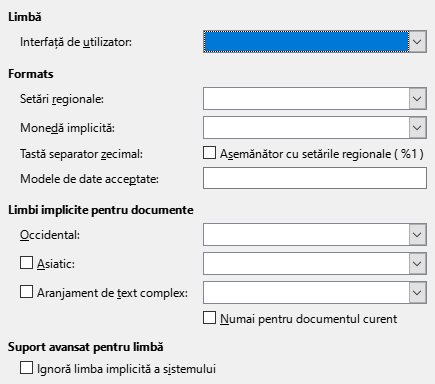 Limbă
Interfață de utilizator:
Formats
Setări regionale:
Monedă implicită:
Tastă separator zecimal:
Asemănător cu setările regionale ( %1 )
Modele de date acceptate:
Limbi implicite pentru documente
Occidental:
Asiatic:
Aranjament de text complex:
Numai pentru documentul curent
Suport avansat pentru limbă
Ignoră limba implicită a sistemului